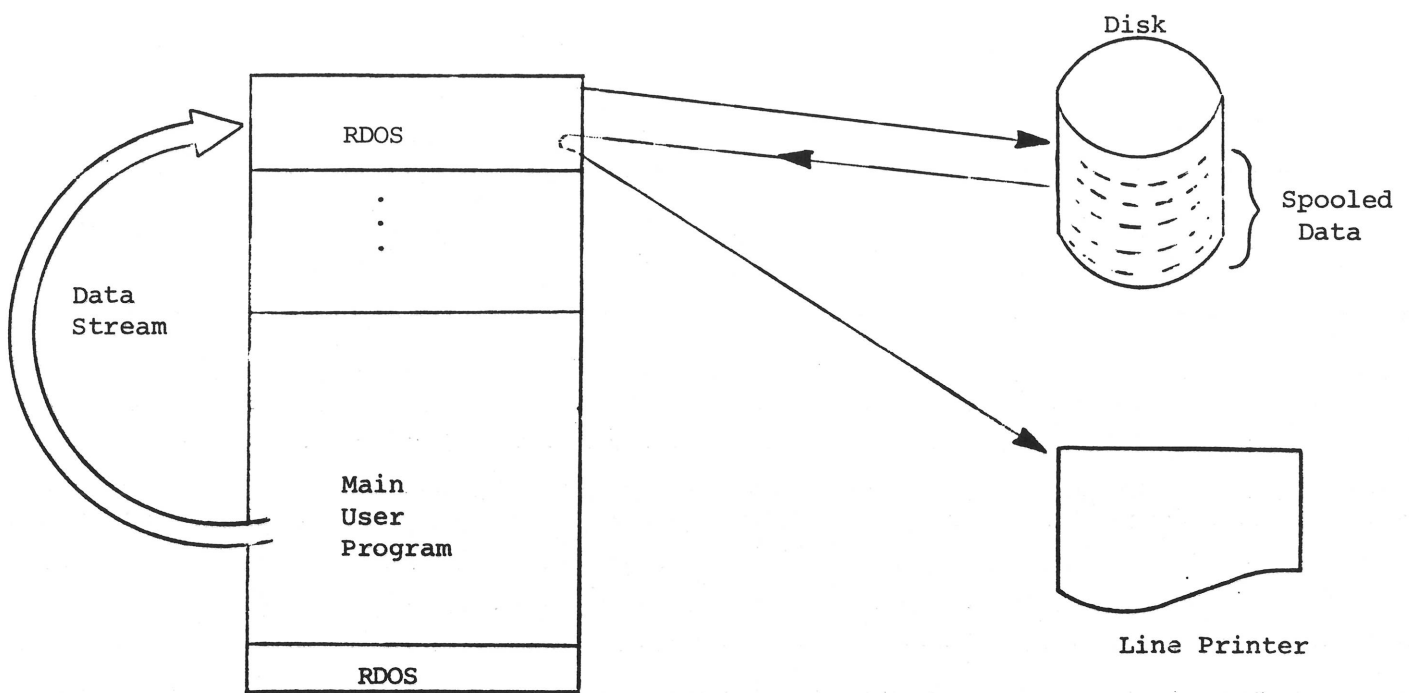 Disk
RDOS
Spooled
Data
Data
Stream
Main
User
Program
Line Printer
RDOS